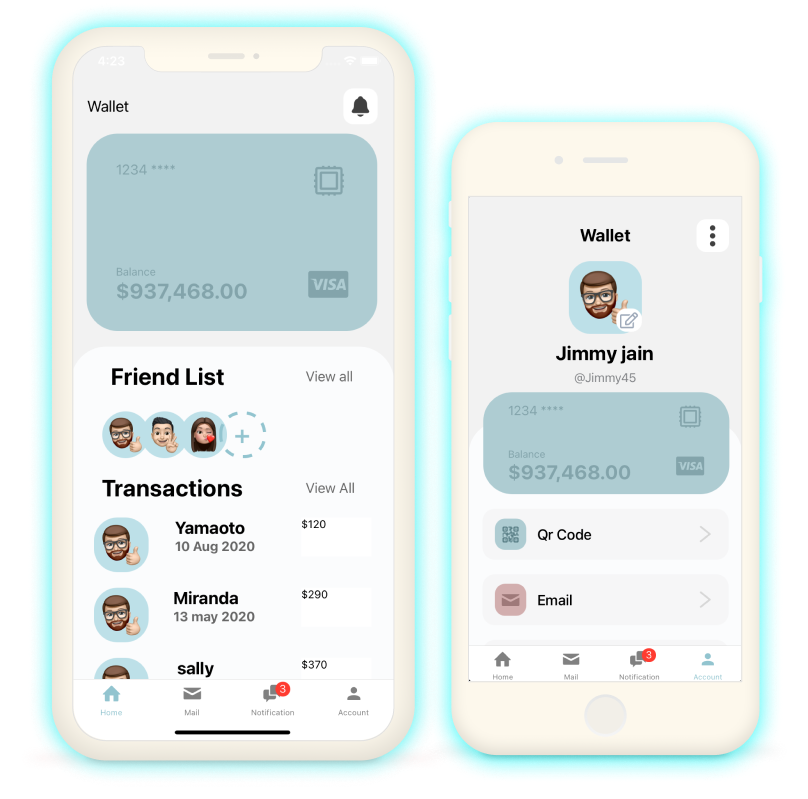 4:23
Wallet
1234 ****
Balance
$937,468.00
VISA
Friend List
View all
Transactions
View All
Yamaoto
$120
10 Aug 2020
Miranda
$290
13 may 2020
sally
$370
3
Home
Mail
Notification
Account
Wallet
Jimmy jain
@Jimmy45
1234 ****
Balance
$937,468.00
VISA
Qr Code
Email
3
Home
Mail
Notification
Account